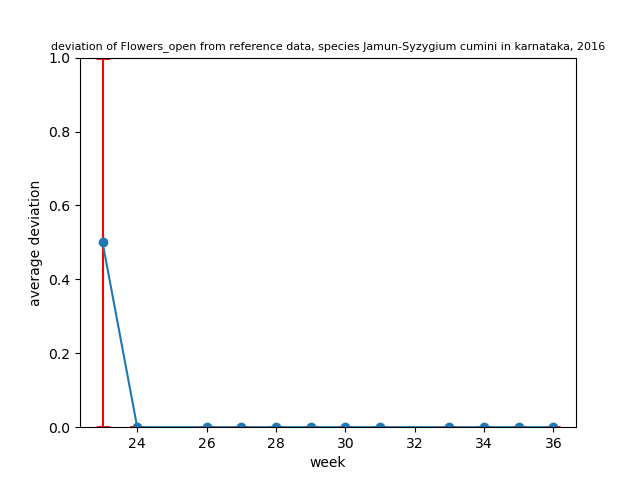 deviation of Flowers_open from reference data, species Jamun-Syzygium cumini in karnataka, 2016
1.0
0.8
0.6
0.4
0.2
0.0
average deviation
24 26 28 30 32 34 36
week